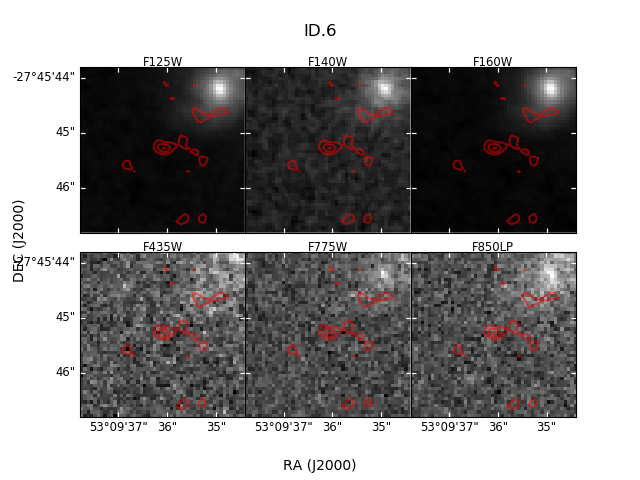 ID.6
F125W F140W F160W
-27°45'44"
45"
46"
F435W F775W F850LP
-27°45'44"
45"
46"
53°09'37" 36" 35" 53°09'37" 36" 35" 53°09'37" 36" 35"
DEC (J2000)
RA (J2000)